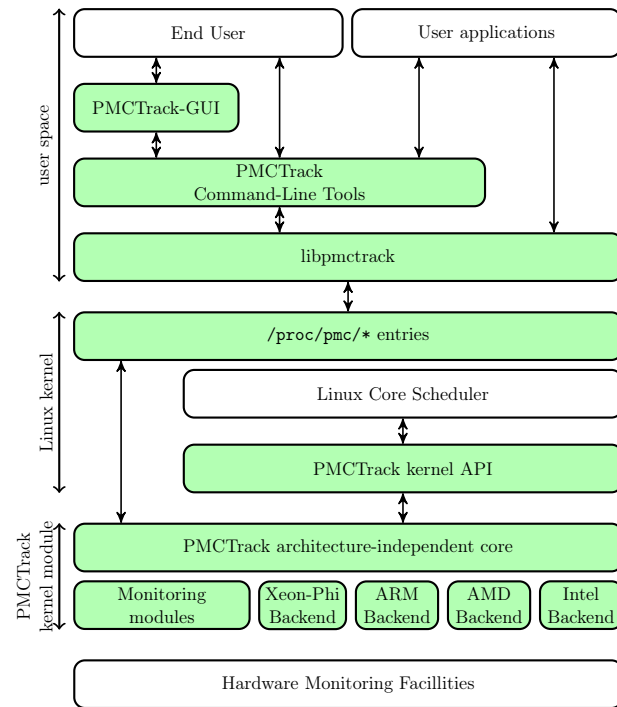 End User
User applications
PMCTrack-GUI
PMCTrack
Command-Line Tools
libpmctrack
user space
/proc/pmc/* entries
Linux Core Scheduler
PMCTrack kernel API
Linux kernel
PMCTrack architecture-independent core
Monitoring
modules
Xeon-Phi
Backend
ARM
Backend
AMD
Backend
Intel
Backend
PMCTrack
kernel module
Hardware Monitoring Facillities